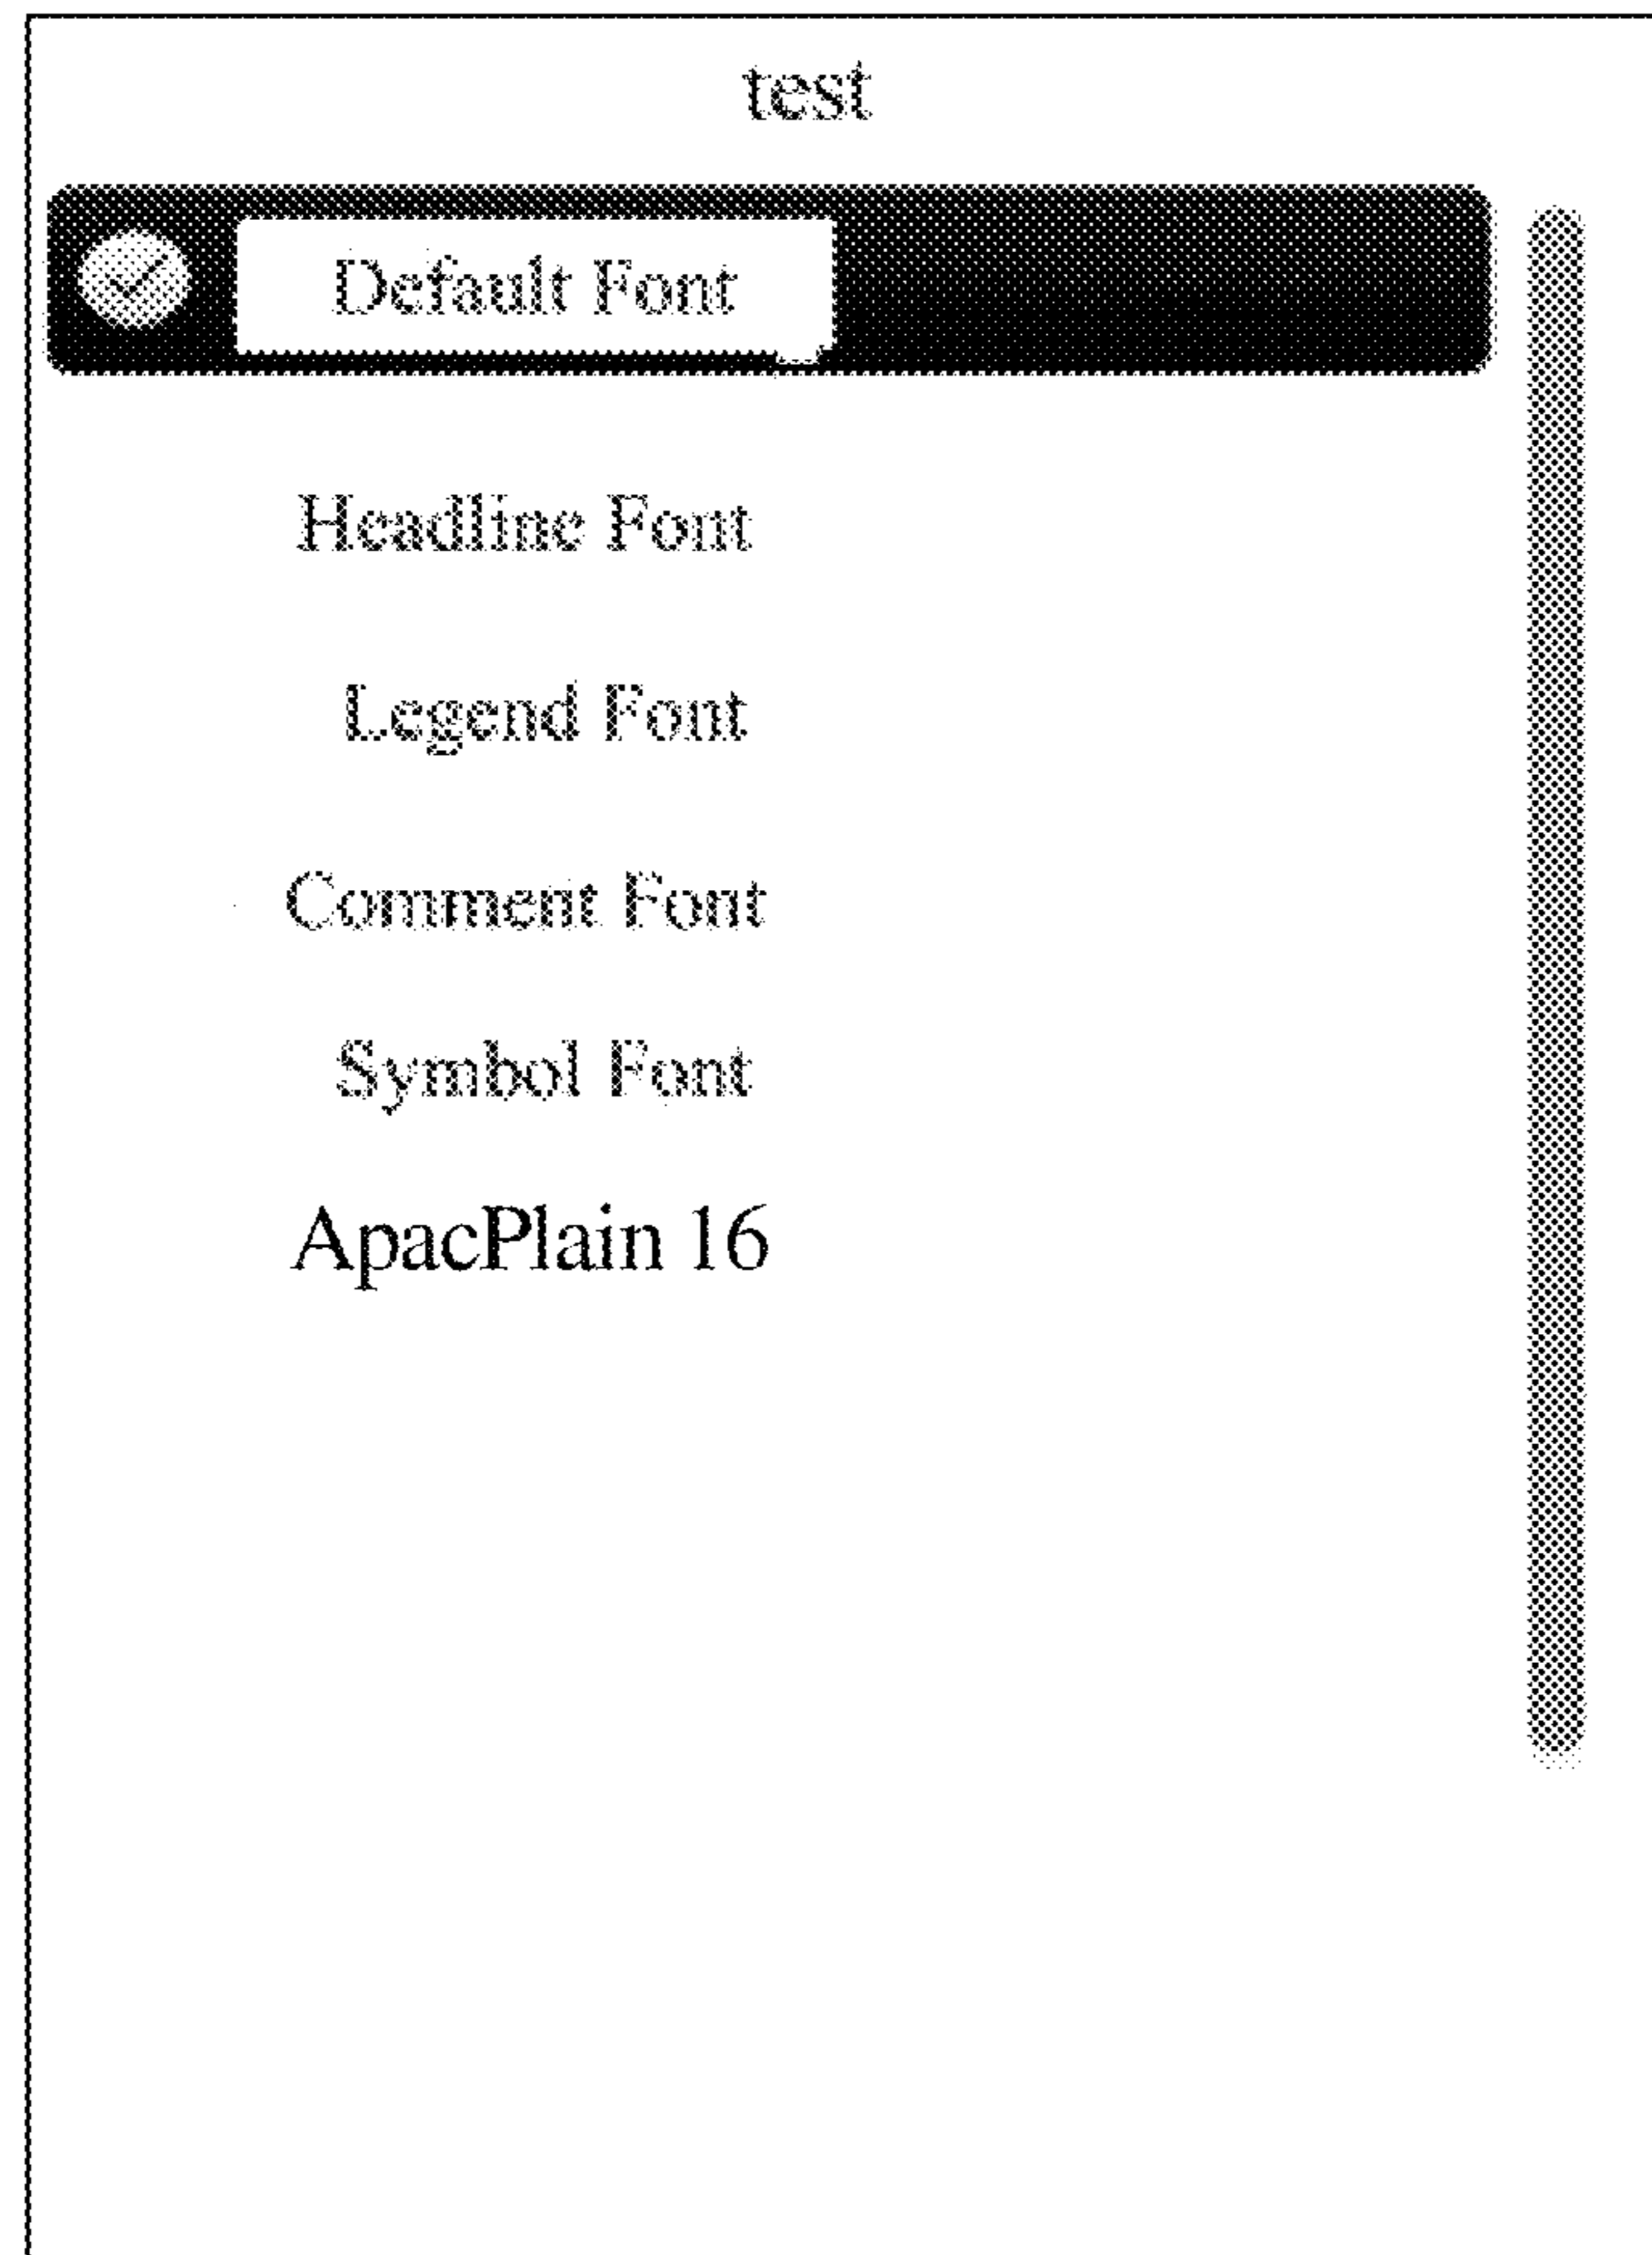 test
Default Font
Headline Font
Legend Font
Comment Font
Symbol Font
ApacPlain 16